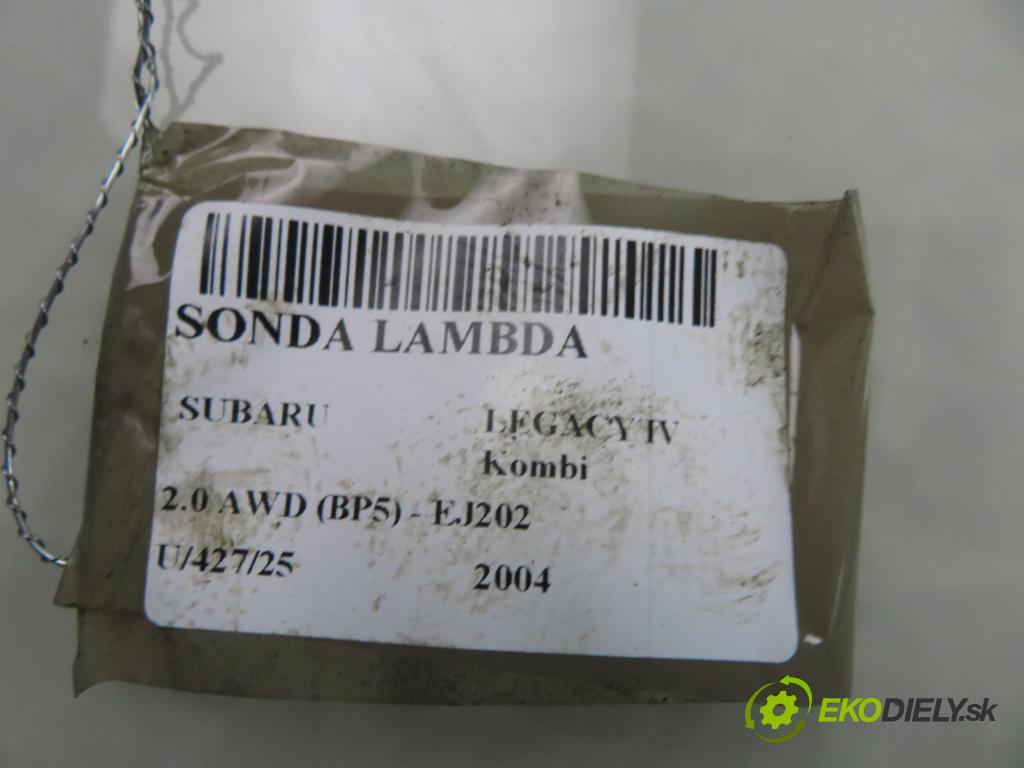 SONDA LAMBDA
SUBARU LEGACY IV
Kombi
2.0 AWD (BP5) - EJ202
U/427/25 2004
EKODIELY.sk